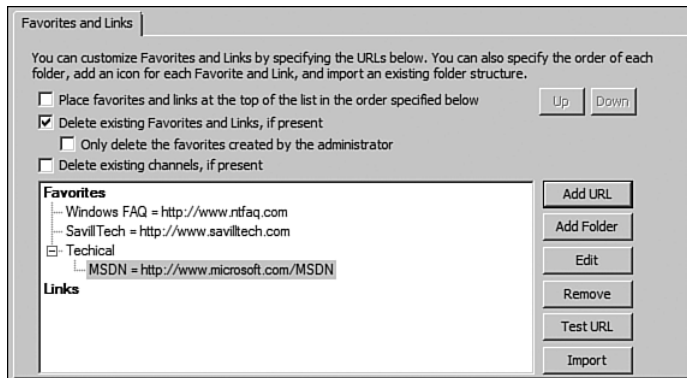 Favorites and Links
You can customize Favorites and Links by specifying the URLs below. You can also specify the order of each
folder, add an icon for each Favorite and Link, and import an existing folder structure.
Place favorites and links at the top of the list in the order specified below
Up Down
Delete existing Favorites and Links, if present
Only delete the favorites created by the administrator
Delete existing channels, if present
Favorites
Windows FAQ = http://www.ntfaq.com
SavillTech = http://www.savilltech.com
Techical
MSDN = http://www.microsoft.com/MSDN
Links
Add URL
Add Folder
Edit
Remove
Test URL
Import